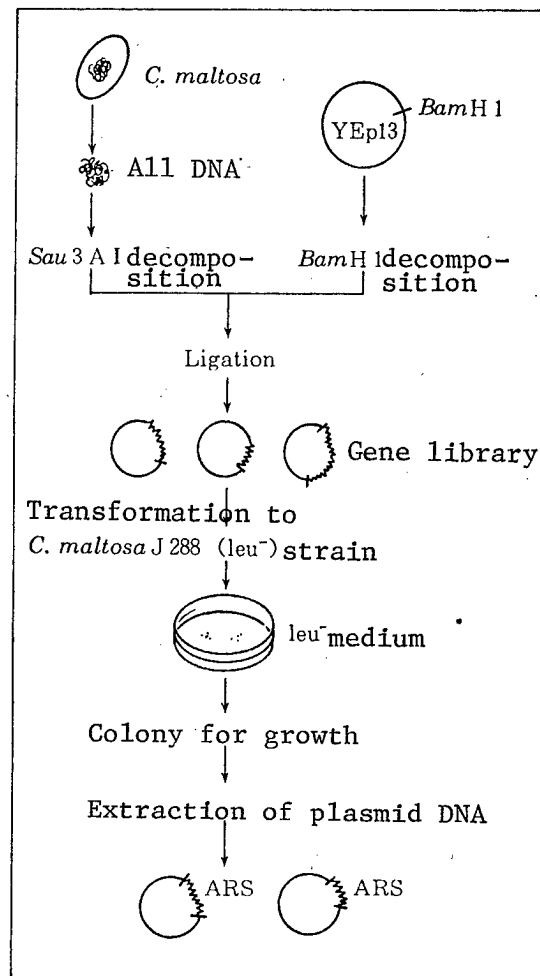 C. maltosa
BamH 1
YEp13
All DNA
Sau 3 A I decompo-
sition
BamH 1 decompo-
sition
Ligation
Gene library
Transformation to
C. maltosa J 288 (leu⁻) strain
leu⁻ medium
Colony for growth
Extraction of plasmid DNA
ARS
ARS